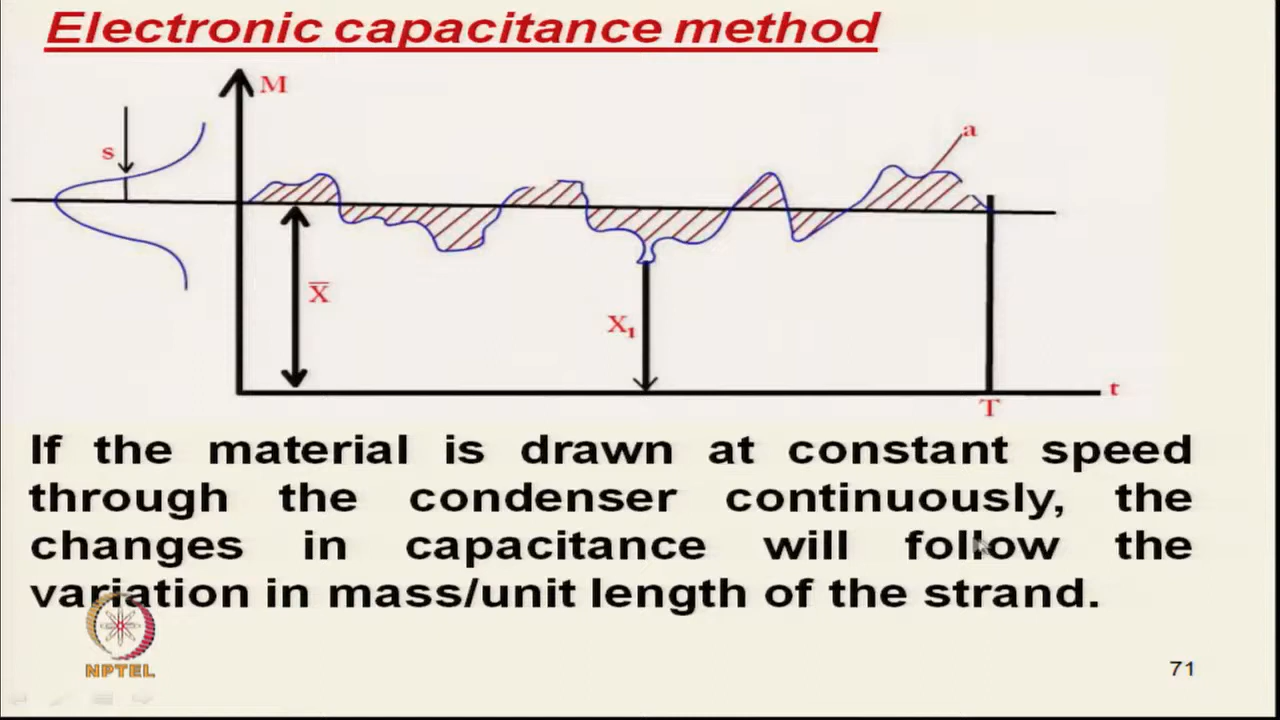 Electronic capacitance method
M
a
s
X̅
X₁
t
T
If the material is drawn at constant speed
through the condenser continuously, the
changes in capacitance will follow the
variation in mass/unit length of the strand.
NPTEL
71